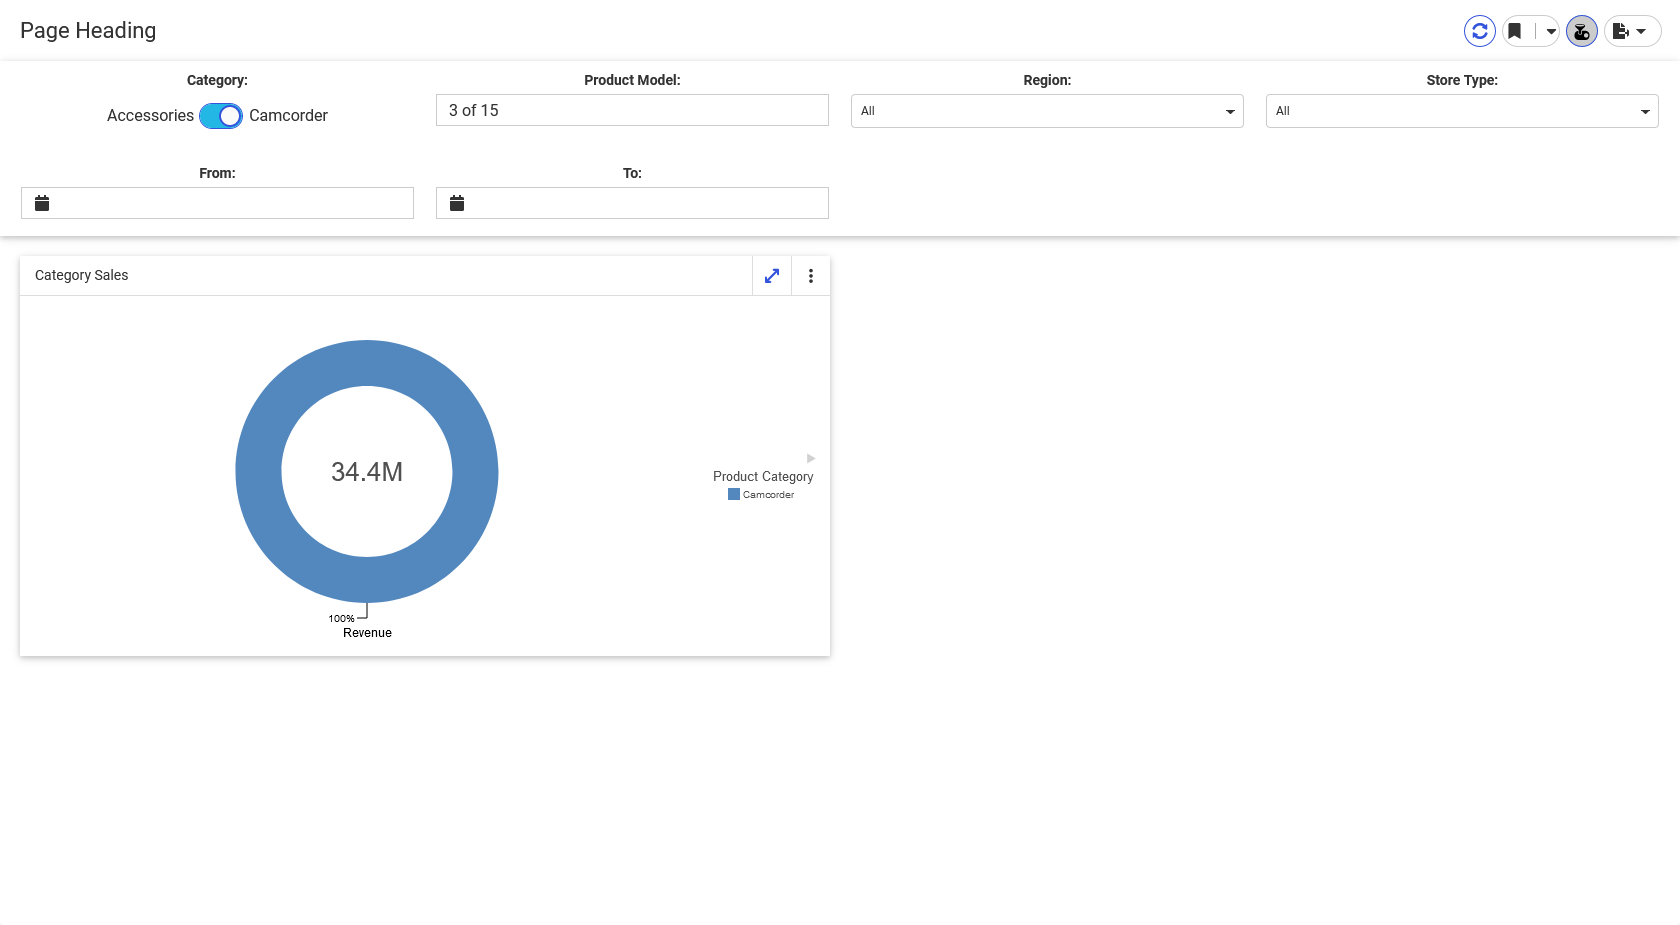 Page Heading
Category:
Product Model:
Region:
Store Type:
Accessories
Camcorder
3 of 15
All
All
From:
To:
Category Sales
34.4M
Product Category
Camcorder
100%
Revenue